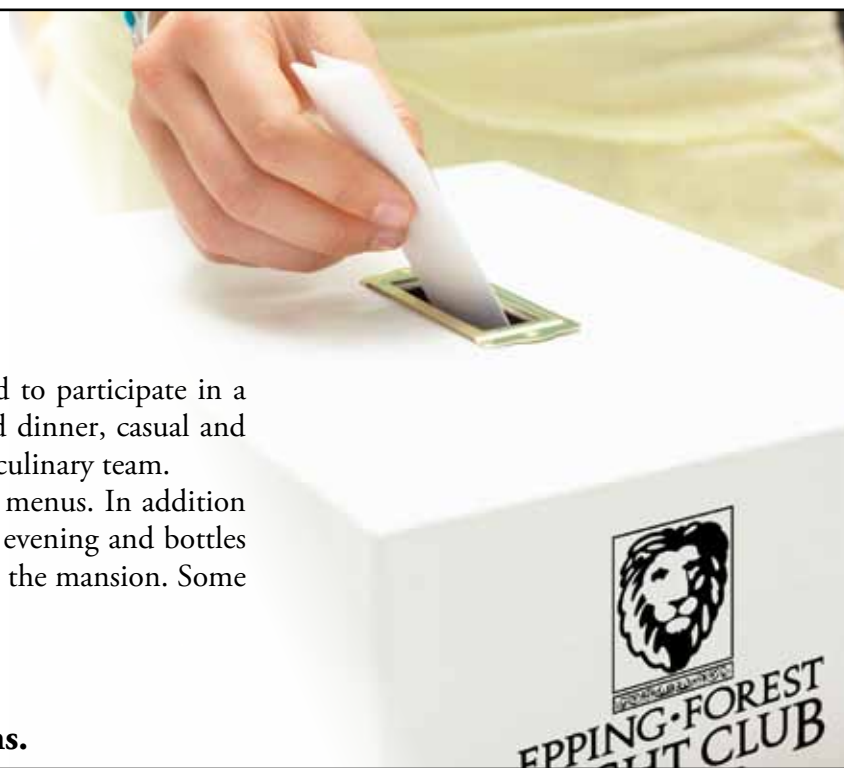 d to participate in a
d dinner, casual and
culinary team.
menus. In addition
evening and bottles
the mansion. Some
ns.
EPPING·FOREST
HT CLUB